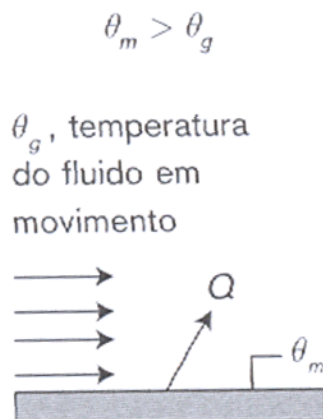 θm > θg
θg, temperatura
do fluido em
movimento
Q
θm